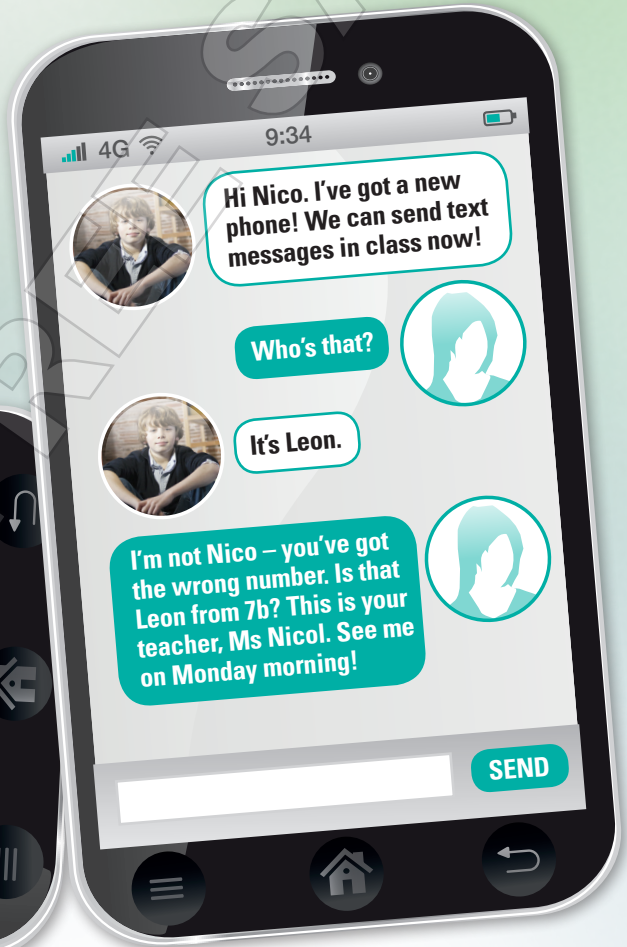 4G
9:34
Hi Nico. I've got a new
phone! We can send text
messages in class now!
Who's that?
It's Leon.
I'm not Nico – you've got
the wrong number. Is that
Leon from 7b? This is your
teacher, Ms Nicol. See me
on Monday morning!
SEND